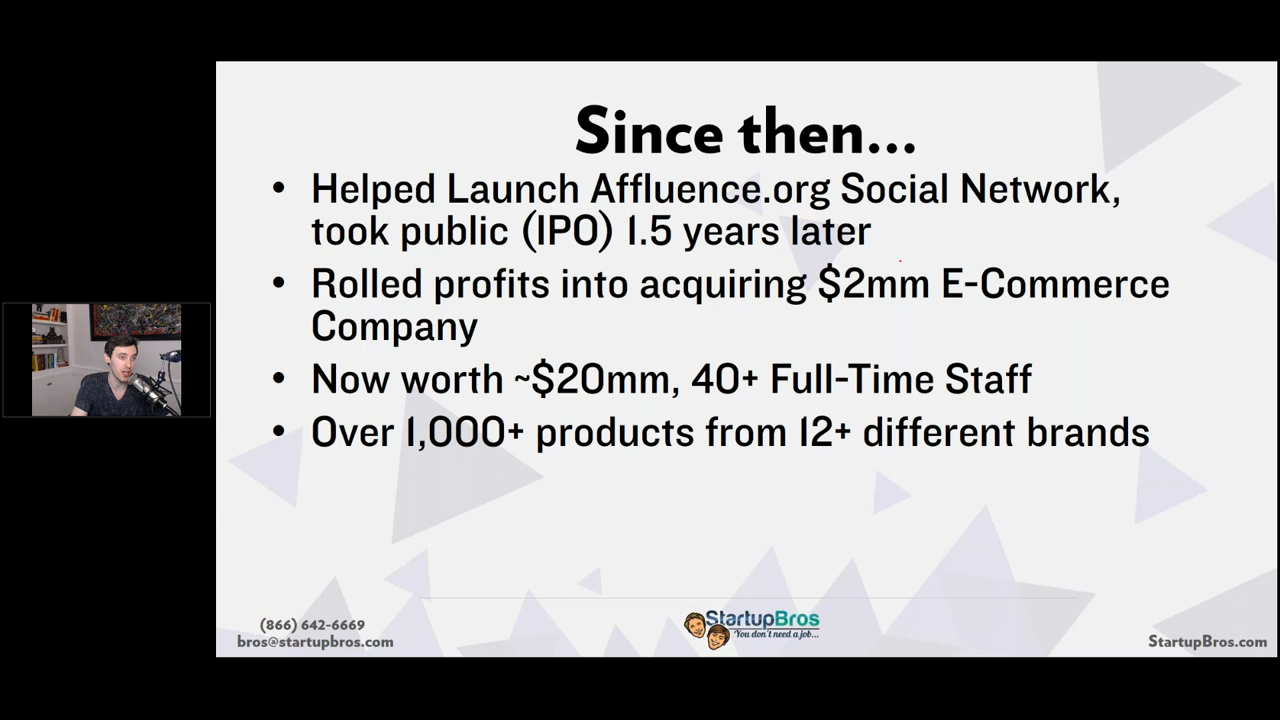 Since then...
• Helped Launch Affluence.org Social Network,
took public (IPO) 1.5 years later
• Rolled profits into acquiring $2mm E-Commerce
Company
• Now worth ~$20mm, 40+ Full-Time Staff
• Over 1,000+ products from 12+ different brands
(866) 642-6669
bros@startupbros.com
StartupBros
"You don't need a job...
StartupBros.com